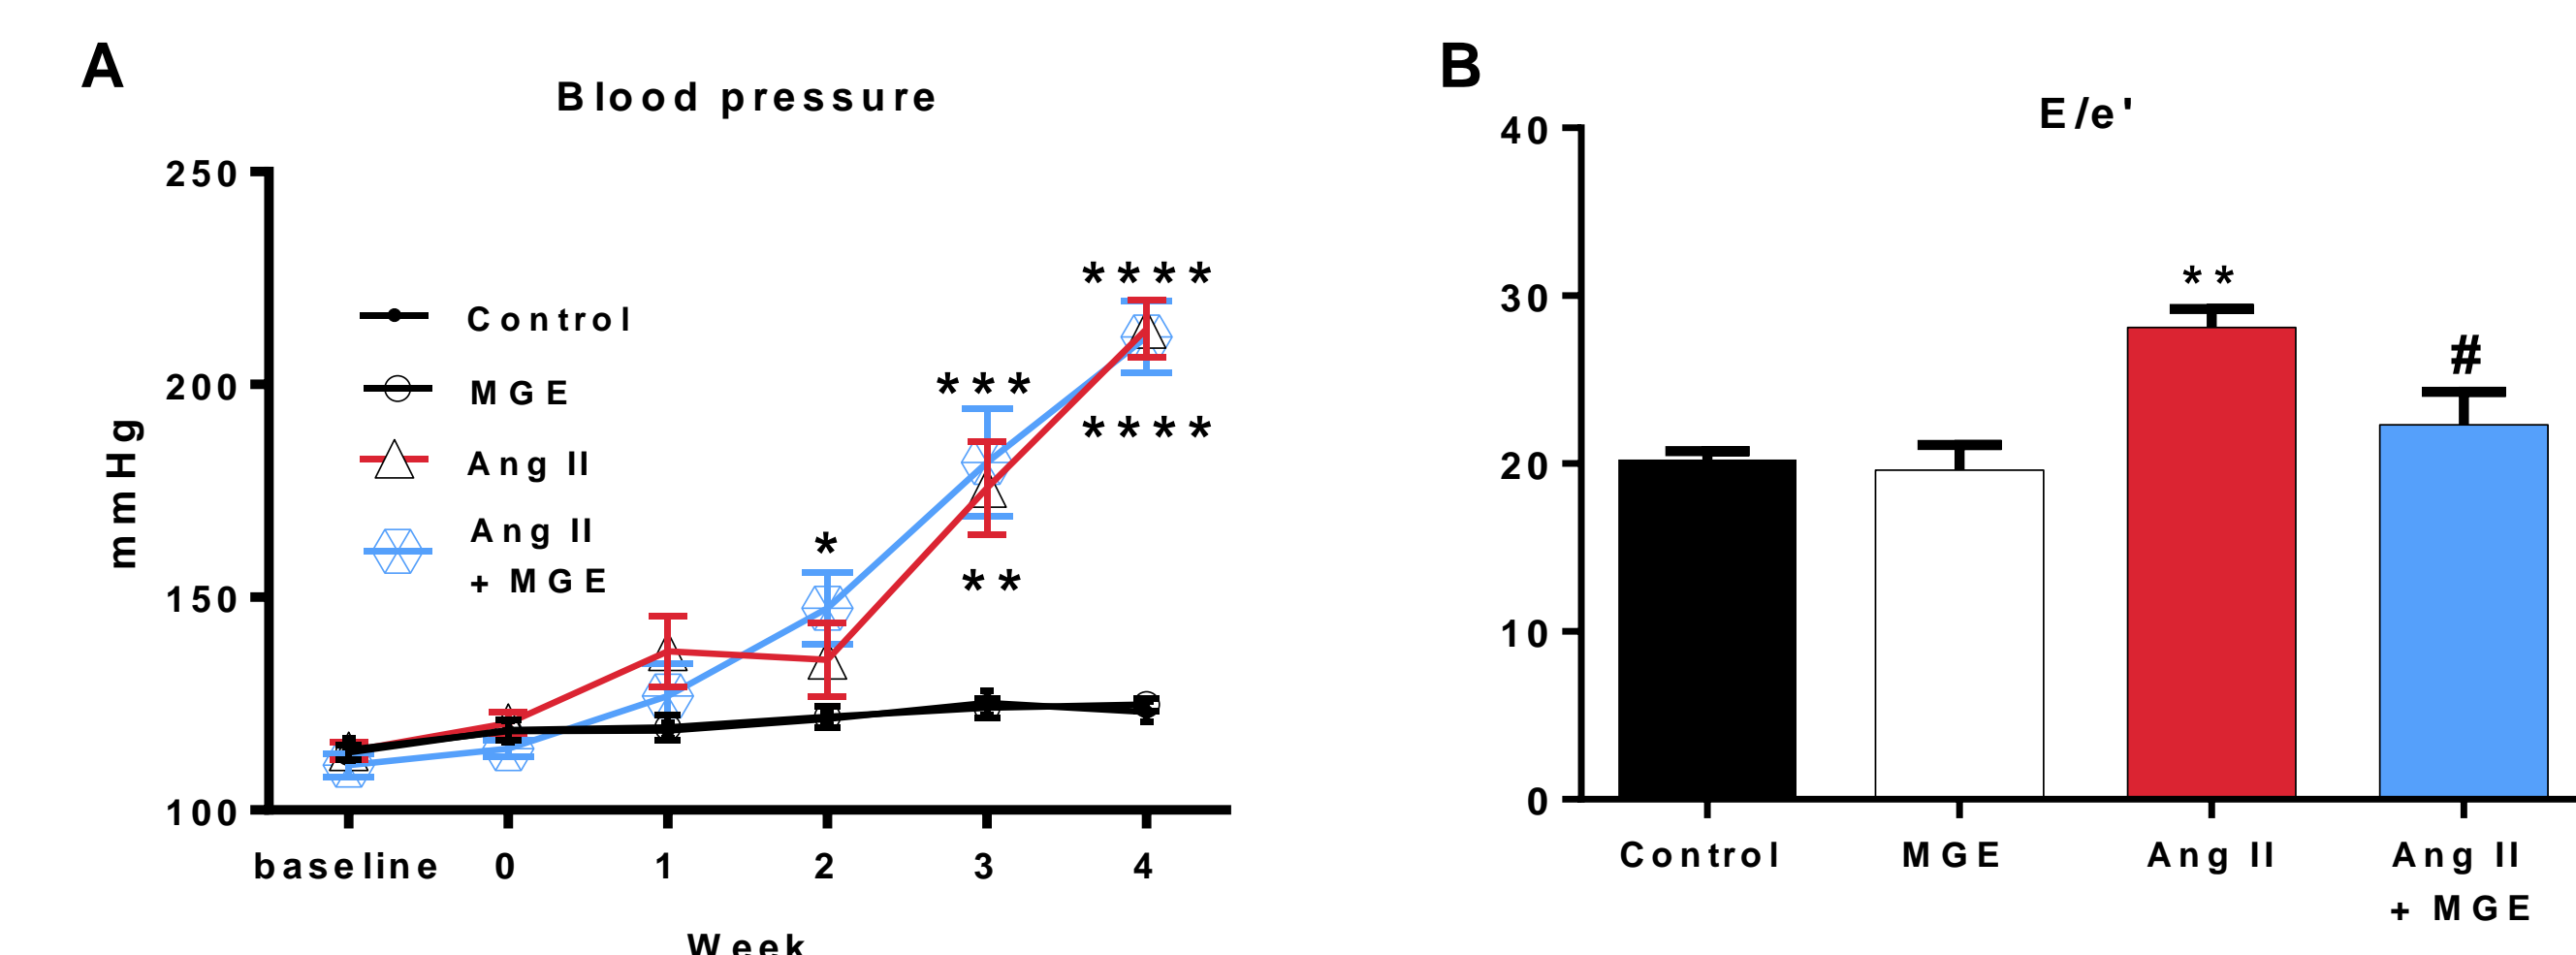 A
Blood pressure
250
200
150
100
mmHg
Control
MGE
Ang II
Ang II
+ MGE
*
***
**
****
****
baseline 0 1 2 3 4
Week
B
E/e'
40
30
20
10
0
**
#
Control MGE Ang II Ang II
+ MGE